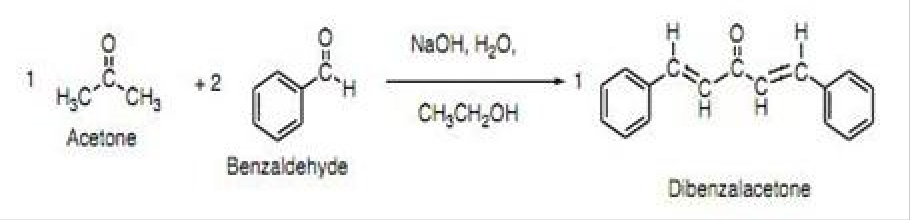 1
O
C
H₃C
CH₃
Acetone
+ 2
O
C
H
Benzaldehyde
NaOH, H₂O,
CH₃CH₂OH
1
H
O
H
C
C
C
C
C
H
H
Dibenzalacetone